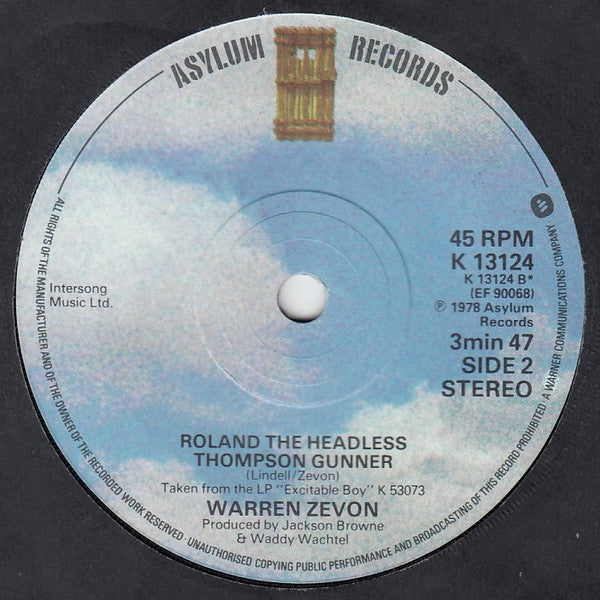 ASYLUM RECORDS
Intersong
Music Ltd.
45 RPM
K 13124
K 13124 B*
(EF 90068)
℗ 1978 Asylum
Records
3min 47
SIDE 2
STEREO
ROLAND THE HEADLESS
THOMPSON GUNNER
(Lindell/Zevon)
Taken from the LP "Excitable Boy" K 53073
WARREN ZEVON
Produced by Jackson Browne
& Waddy Wachtel
ALL RIGHTS OF THE MANUFACTURER AND OF THE OWNER OF THE RECORDED WORK RESERVED · UNAUTHORISED COPYING PUBLIC PERFORMANCE AND BROADCASTING OF THIS RECORD PROHIBITED. A WARNER COMMUNICATIONS COMPANY